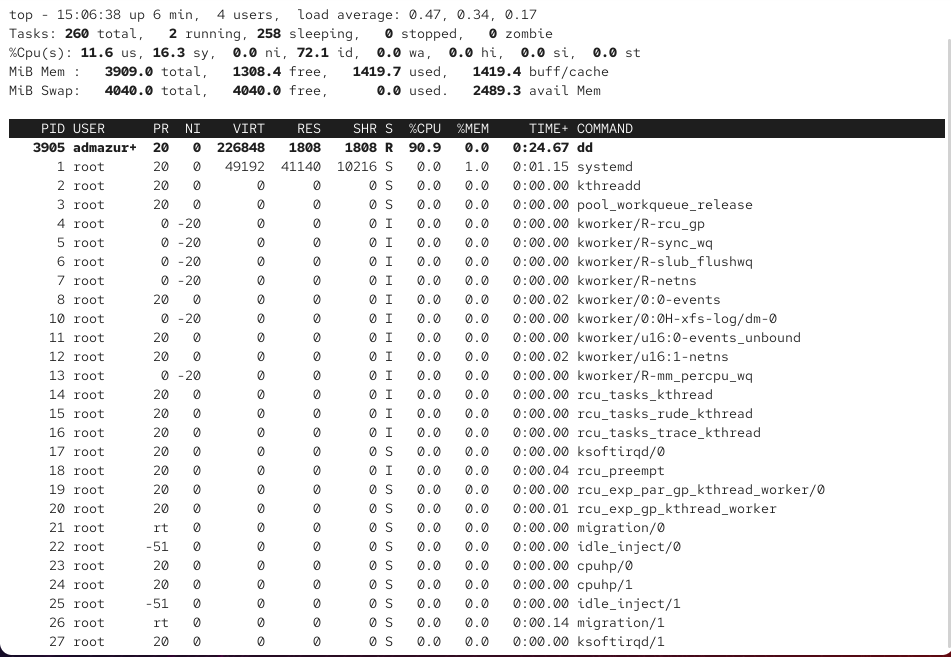 top - 15:06:38 up 6 min,  4 users,  load average: 0.47, 0.34, 0.17
Tasks: 260 total,   2 running, 258 sleeping,   0 stopped,   0 zombie
%Cpu(s): 11.6 us, 16.3 sy,  0.0 ni, 72.1 id,  0.0 wa,  0.0 hi,  0.0 si,  0.0 st
MiB Mem :   3909.0 total,   1308.4 free,   1419.7 used,   1419.4 buff/cache
MiB Swap:   4040.0 total,   4040.0 free,      0.0 used.   2489.3 avail Mem
    PID USER      PR  NI    VIRT    RES    SHR S  %CPU  %MEM     TIME+ COMMAND
   3905 admazur+  20   0  226848   1808   1808 R  90.9   0.0   0:24.67 dd
      1 root      20   0   49192  41140  10216 S   0.0   1.0   0:01.15 systemd
      2 root      20   0       0      0      0 S   0.0   0.0   0:00.00 kthreadd
      3 root      20   0       0      0      0 S   0.0   0.0   0:00.00 pool_workqueue_release
      4 root       0 -20       0      0      0 I   0.0   0.0   0:00.00 kworker/R-rcu_gp
      5 root       0 -20       0      0      0 I   0.0   0.0   0:00.00 kworker/R-sync_wq
      6 root       0 -20       0      0      0 I   0.0   0.0   0:00.00 kworker/R-slub_flushwq
      7 root       0 -20       0      0      0 I   0.0   0.0   0:00.00 kworker/R-netns
      8 root      20   0       0      0      0 I   0.0   0.0   0:00.02 kworker/0:0-events
     10 root       0 -20       0      0      0 I   0.0   0.0   0:00.00 kworker/0:0H-xfs-log/dm-0
     11 root      20   0       0      0      0 I   0.0   0.0   0:00.00 kworker/u16:0-events_unbound
     12 root      20   0       0      0      0 I   0.0   0.0   0:00.02 kworker/u16:1-netns
     13 root       0 -20       0      0      0 I   0.0   0.0   0:00.00 kworker/R-mm_percpu_wq
     14 root      20   0       0      0      0 I   0.0   0.0   0:00.00 rcu_tasks_kthread
     15 root      20   0       0      0      0 I   0.0   0.0   0:00.00 rcu_tasks_rude_kthread
     16 root      20   0       0      0      0 I   0.0   0.0   0:00.00 rcu_tasks_trace_kthread
     17 root      20   0       0      0      0 S   0.0   0.0   0:00.00 ksoftirqd/0
     18 root      20   0       0      0      0 I   0.0   0.0   0:00.04 rcu_preempt
     19 root      20   0       0      0      0 S   0.0   0.0   0:00.00 rcu_exp_par_gp_kthread_worker/0
     20 root      20   0       0      0      0 S   0.0   0.0   0:00.01 rcu_exp_gp_kthread_worker
     21 root      rt   0       0      0      0 S   0.0   0.0   0:00.00 migration/0
     22 root     -51   0       0      0      0 S   0.0   0.0   0:00.00 idle_inject/0
     23 root      20   0       0      0      0 S   0.0   0.0   0:00.00 cpuhp/0
     24 root      20   0       0      0      0 S   0.0   0.0   0:00.00 cpuhp/1
     25 root     -51   0       0      0      0 S   0.0   0.0   0:00.00 idle_inject/1
     26 root      rt   0       0      0      0 S   0.0   0.0   0:00.14 migration/1
     27 root      20   0       0      0      0 S   0.0   0.0   0:00.00 ksoftirqd/1